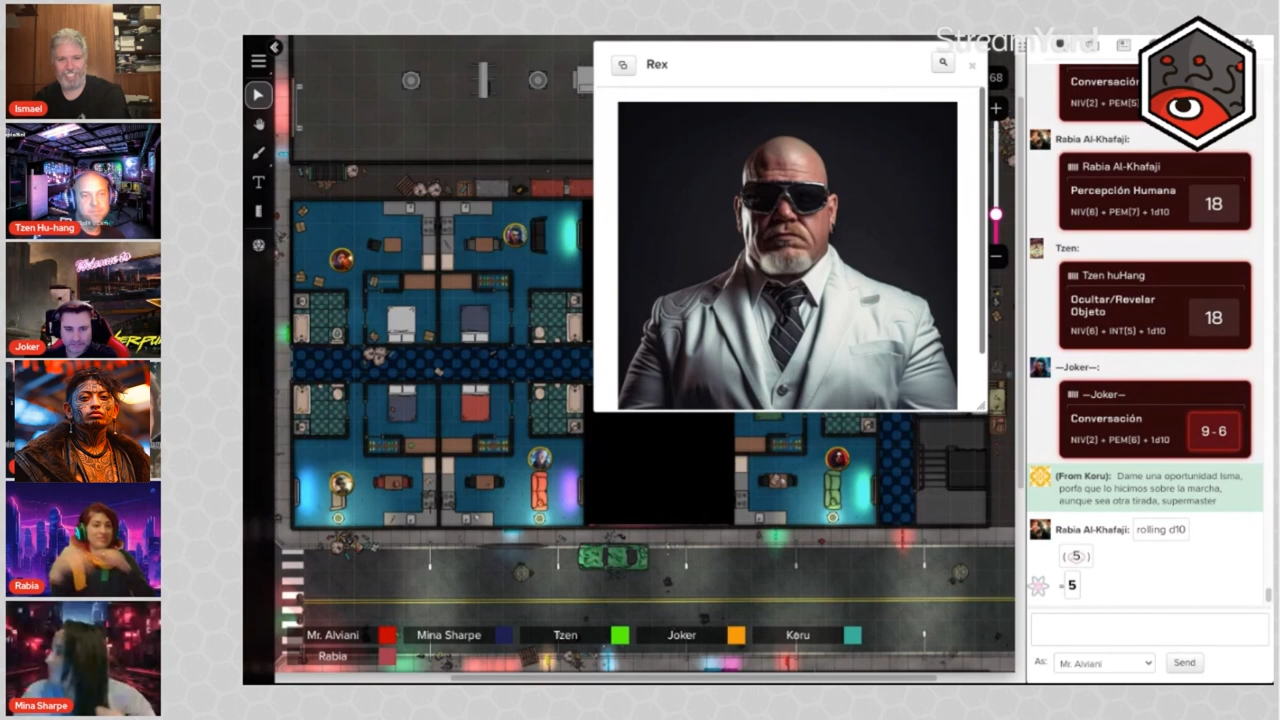 Ismael
Tzen Hu-hang
Welcome to
Joker
Rabia
Mina Sharpe
Rex
StreamYard
68
Mr. Alviani
Mina Sharpe
Tzen
Joker
Koru
Rabia
Conversación
Rabia Al-Khafaji:
Rabia Al-Khafaji
Percepción Humana
NIV(6) + PEM(7) + 1d10
18
Tzen:
Tzen huHang
Ocultar/Revelar
Objeto
NIV(6) + INT(5) + 1d10
18
—Joker—:
—Joker—
Conversación
NIV(2) + PEM(6) + 1d10
9 - 6
(From Koru): Dame una oportunidad Isma,
porfa que lo hicimos sobre la marcha,
aunque sea otra tirada, supermaster
Rabia Al-Khafaji: rolling d10
(5)
=5
As: Mr. Alviani
Send